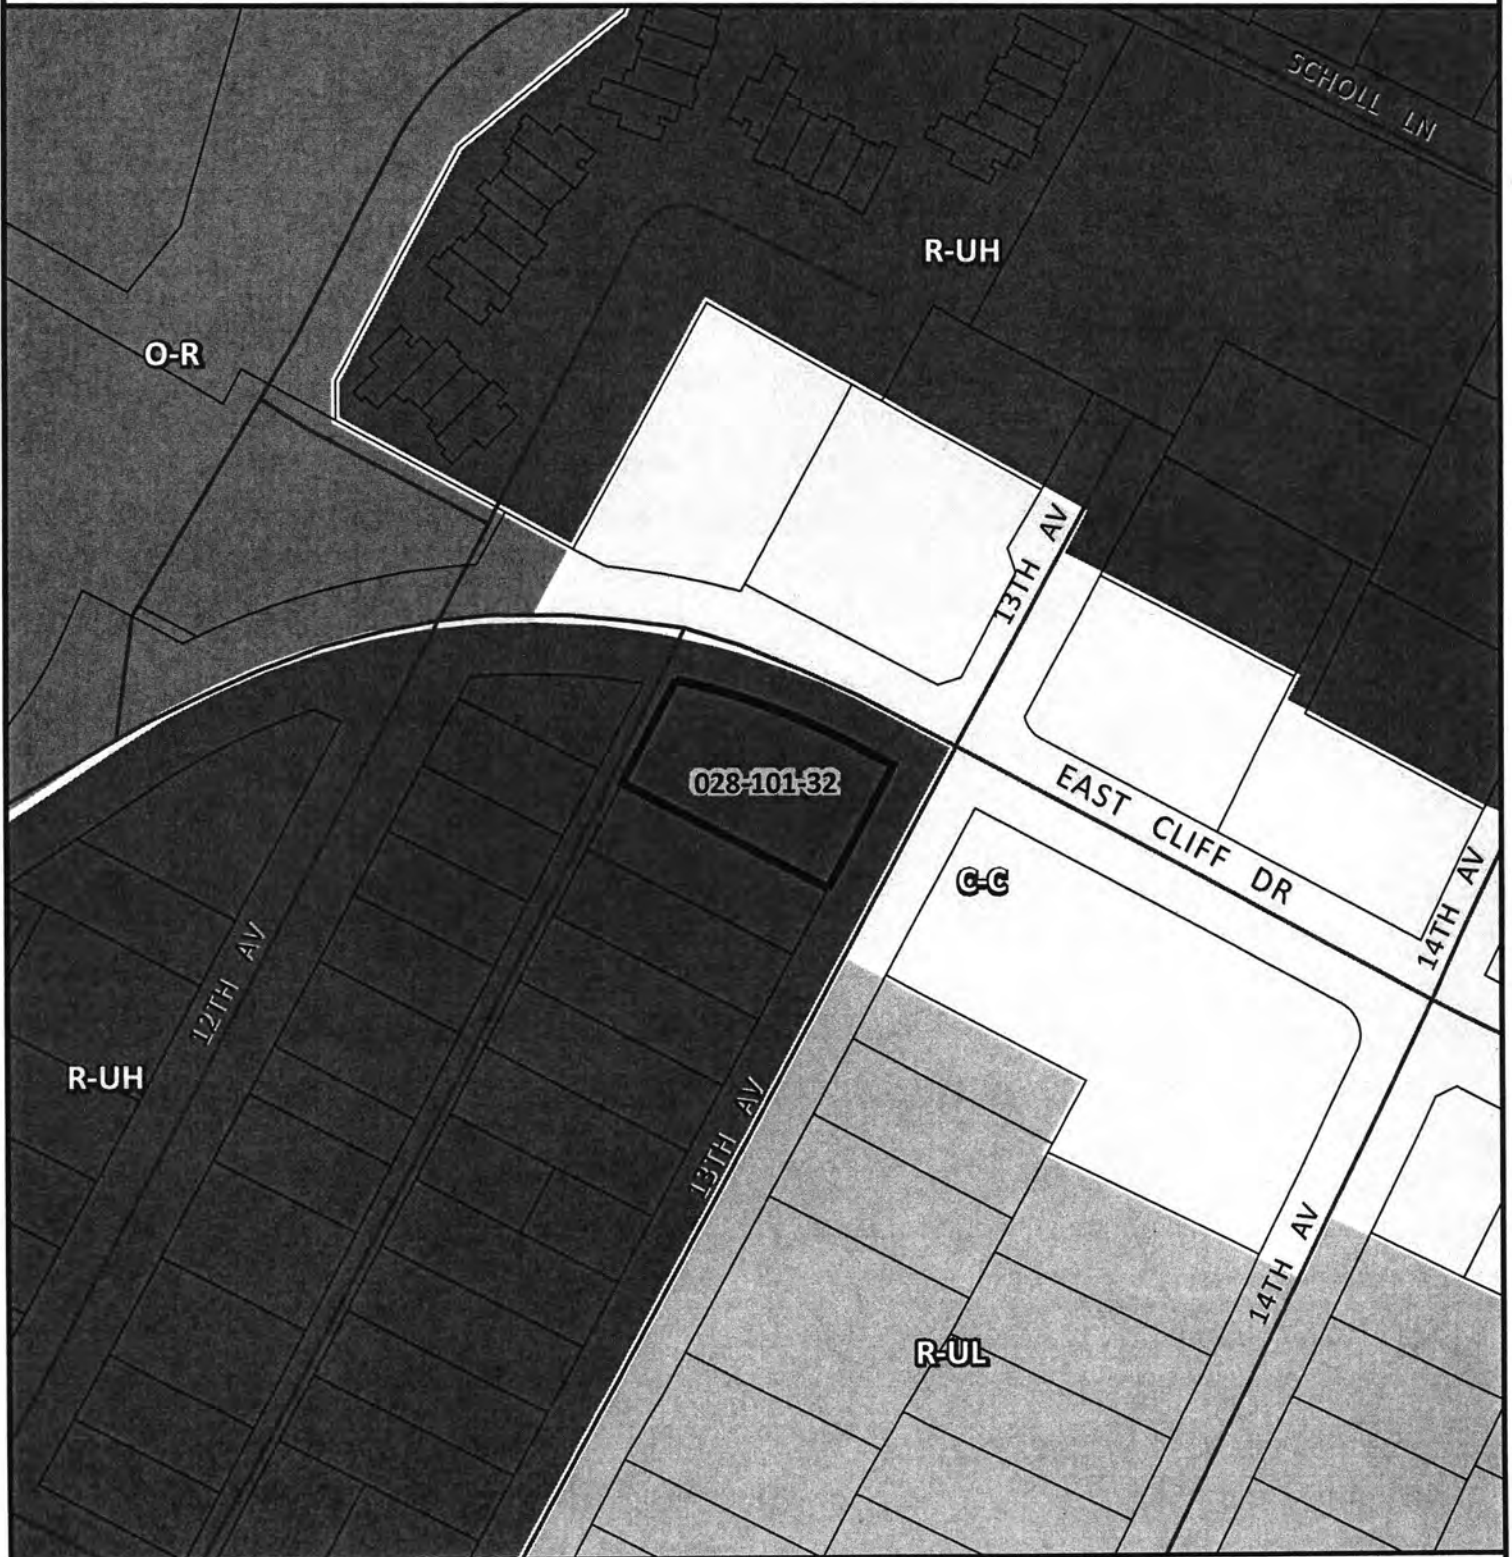 SCHOLL LN
R-UH
O-R
13TH AV
028-101-32
EAST CLIFF DR
C-C
14TH AV
12TH AV
R-UH
13TH AV
14TH AV
R-UL